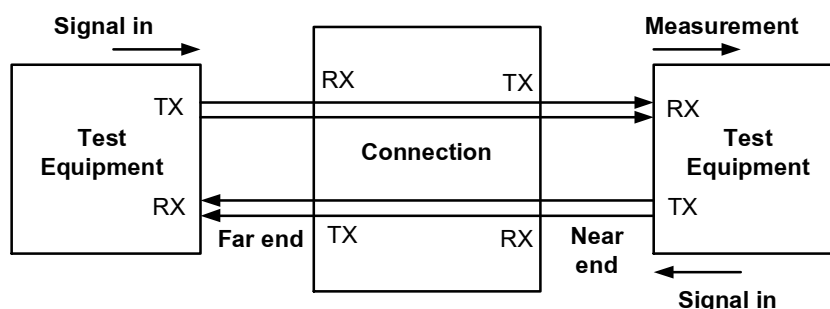 Signal in
Measurement
RX
TX
TX
RX
Test
Equipment
Connection
Test
Equipment
RX
TX
Far end
TX
RX
Near
end
Signal in